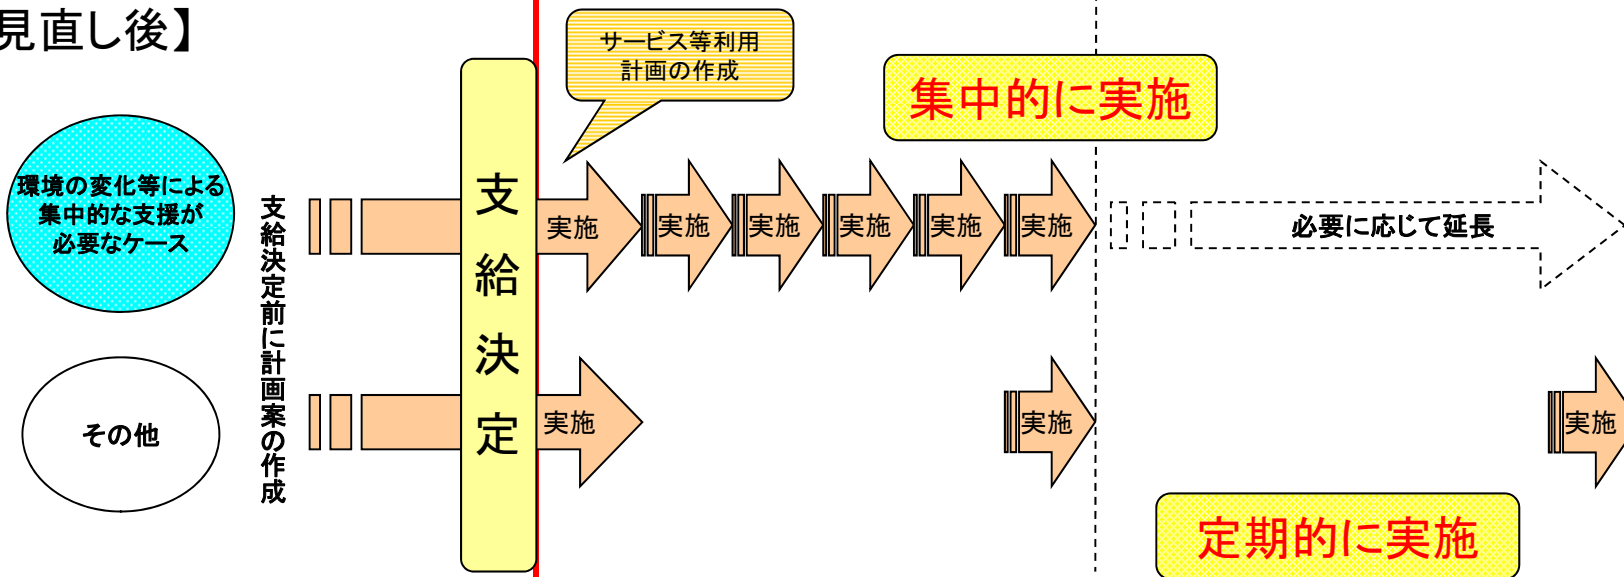 見直し後】
サービス等利用
計画の作成
集中的に実施
環境の変化等による
集中的な支援が
必要なケース
支給決定前に計画案の作成
支給決定
実施
実施
実施
実施
実施
実施
必要に応じて延長
その他
実施
実施
実施
定期的に実施